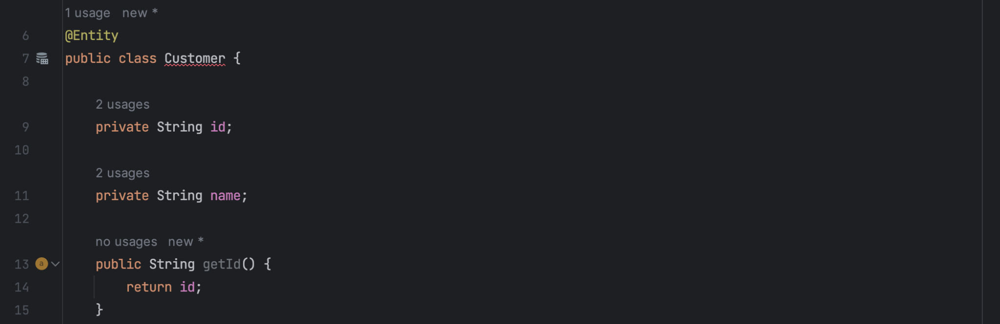 1 usage new *
6 @Entity
7 public class Customer {
8
2 usages
9 private String id;
10
2 usages
11 private String name;
12
no usages new *
13 a public String getId() {
14 return id;
15 }